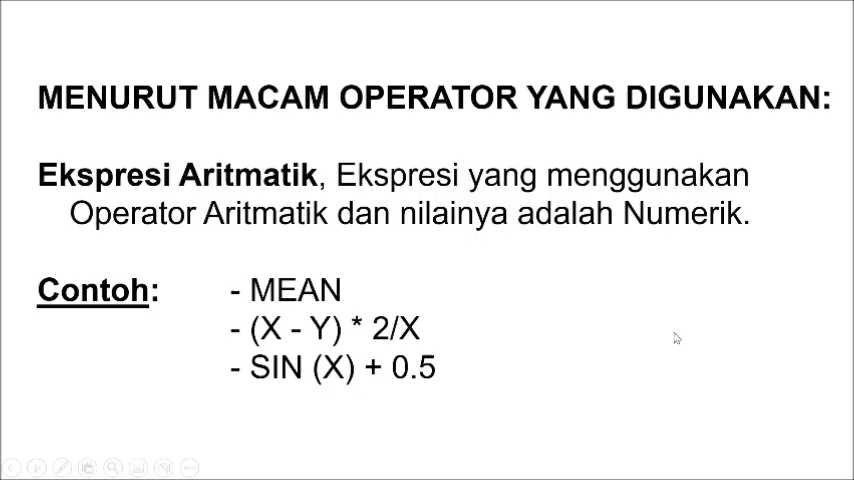 MENURUT MACAM OPERATOR YANG DIGUNAKAN:
Ekspresi Aritmatik, Ekspresi yang menggunakan
Operator Aritmatik dan nilainya adalah Numerik.
Contoh: - MEAN
- (X - Y) * 2/X
- SIN (X) + 0.5